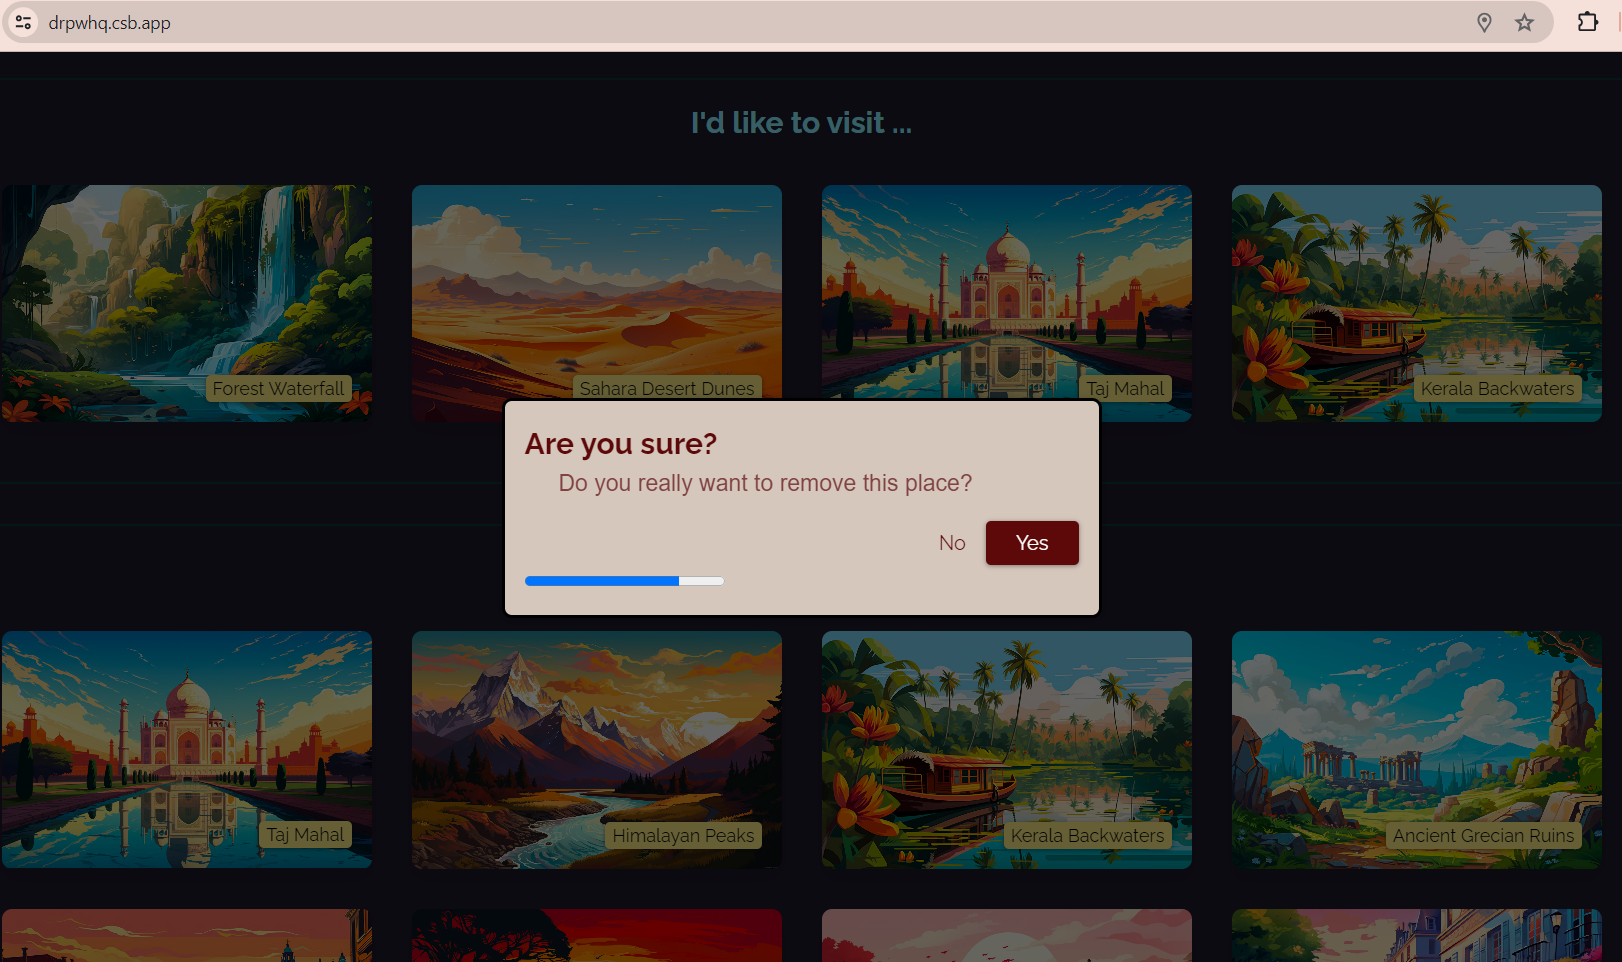 drpwhq.csb.app
I'd like to visit ...
Forest Waterfall
Sahara Desert Dunes
Taj Mahal
Kerala Backwaters
Are you sure?
Do you really want to remove this place?
No
Yes
Taj Mahal
Himalayan Peaks
Kerala Backwaters
Ancient Grecian Ruins